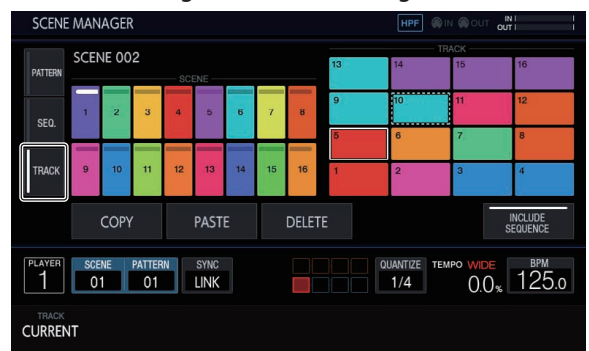 SCENE MANAGER
HPF IN OUT IN
OUT
SCENE 002
TRACK
SCENE
PATTERN
SEQ.
TRACK
1 2 3 4 5 6 7 8
9 10 11 12 13 14 15 16
13 14 15 16
9 10 11 12
5 6 7 8
1 2 3 4
COPY PASTE DELETE
INCLUDE
SEQUENCE
PLAYER
1
SCENE PATTERN SYNC
01 01 LINK
QUANTIZE
1/4
TEMPO WIDE
0.0%
BPM
125.0
TRACK
CURRENT